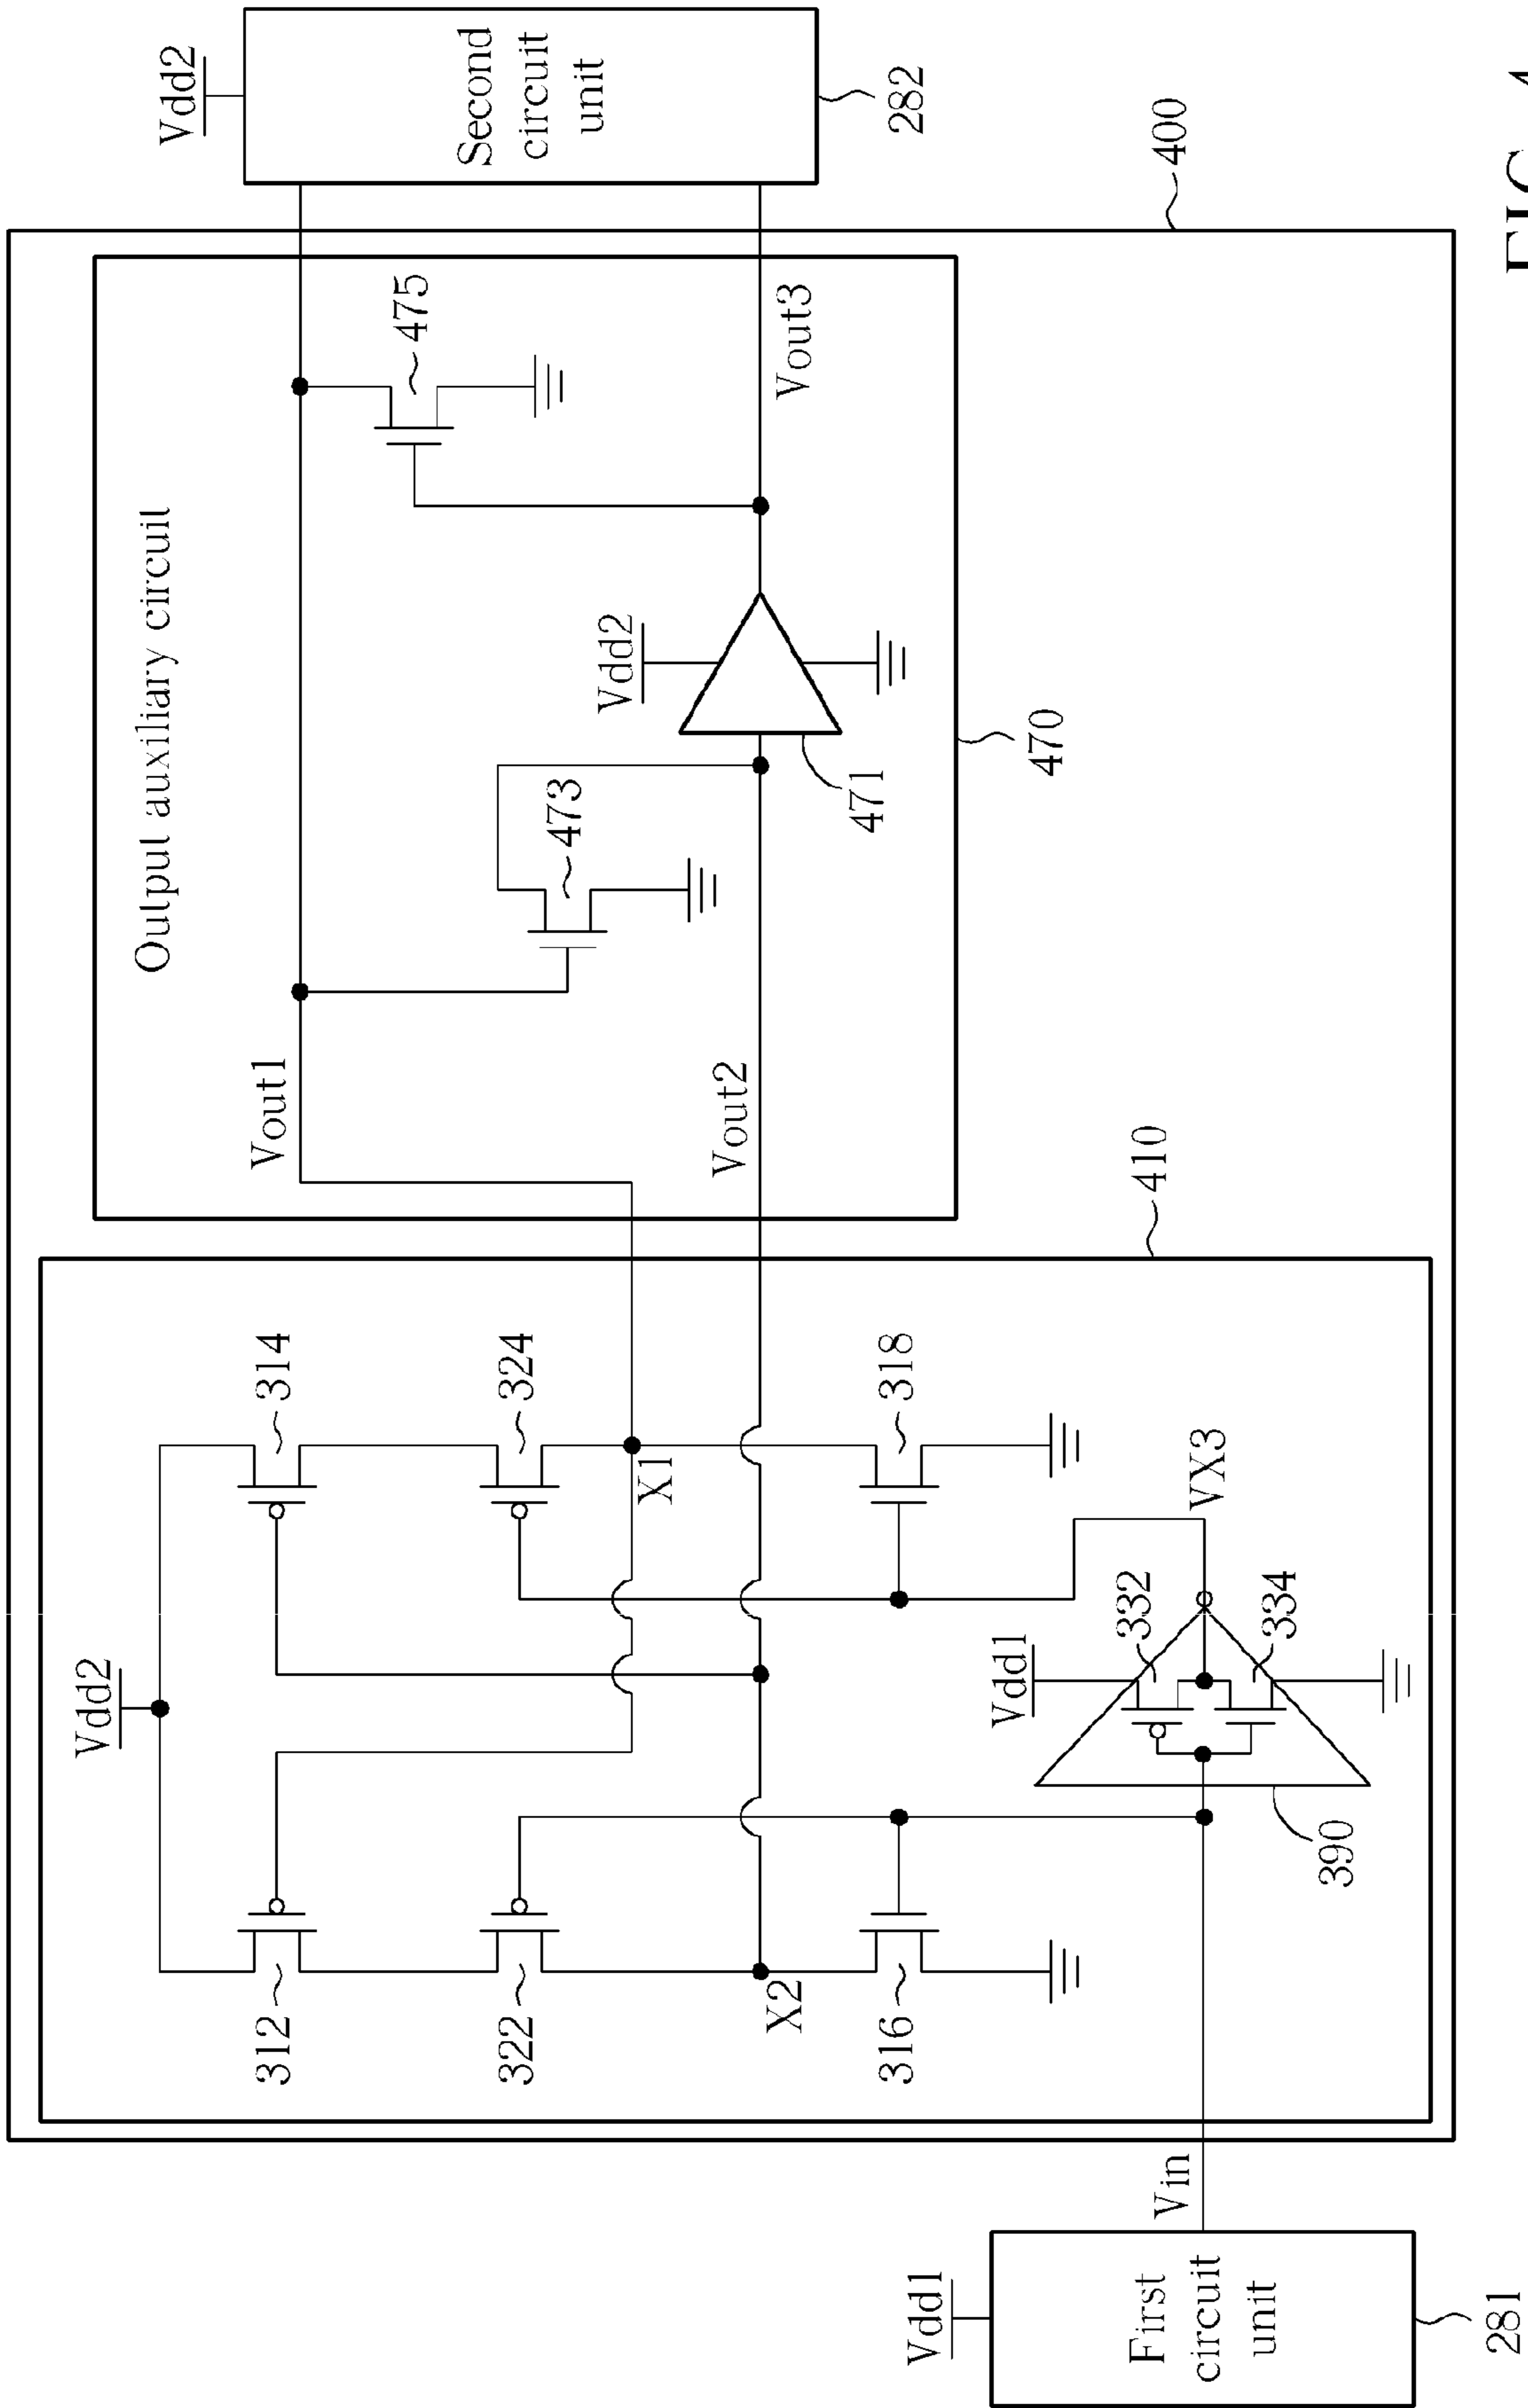 Vdd2
Second
circuit
unit
282
400
Output auxiliary circuit
475
Vout1
473
Vdd2
471
Vout3
Vout2
470
410
Vdd2
312
314
322
324
X1
X2
316
318
VX3
Vdd1
332
334
390
Vin
Vdd1
First
circuit
unit
281